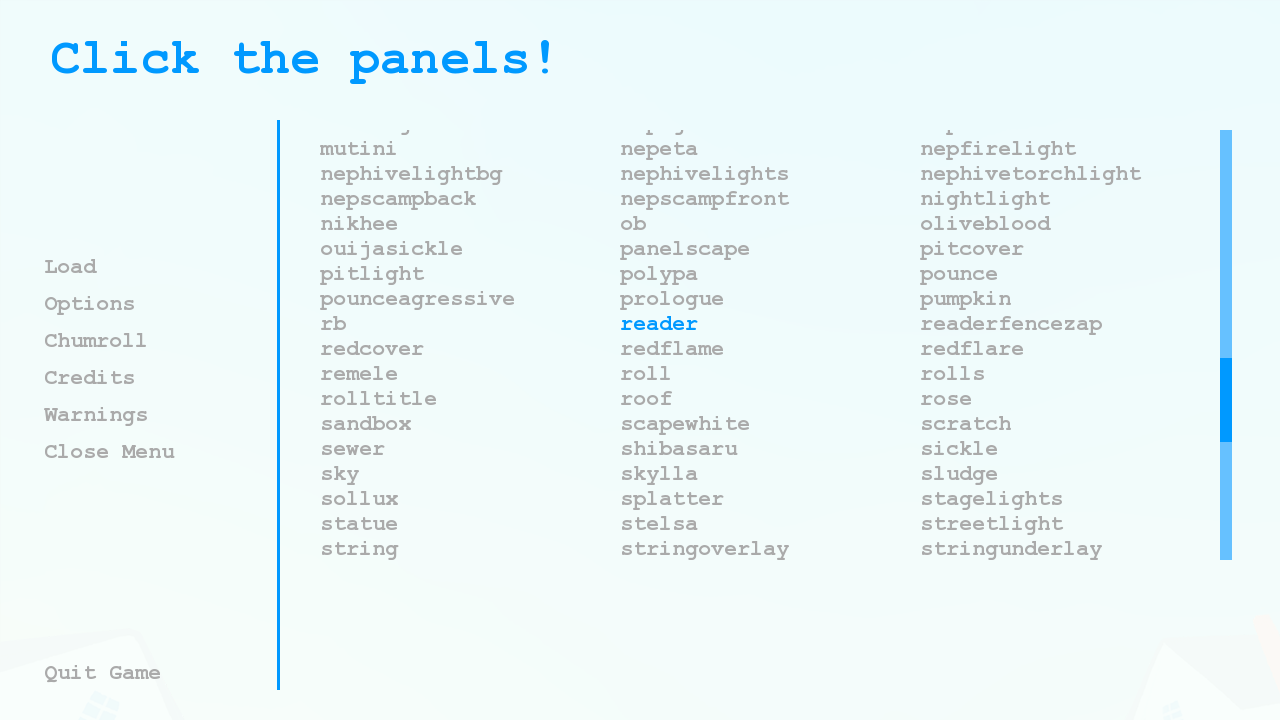 Click the panels!
mutini nepeta nepfirelight
nephivelightbg nephivelights nephivetorchlight
nepscampback nepscampfront nightlight
nikhee ob oliveblood
ouijasickle panelscape pitcover
pitlight polypa pounce
pounceagressive prologue pumpkin
rb reader readerfencezap
redcover redflame redflare
remele roll rolls
rolltitle roof rose
sandbox scapewhite scratch
sewer shibasaru sickle
sky skylla sludge
sollux splatter stagelights
statue stelsa streetlight
string stringoverlay stringunderlay
Load
Options
Chumroll
Credits
Warnings
Close Menu
Quit Game